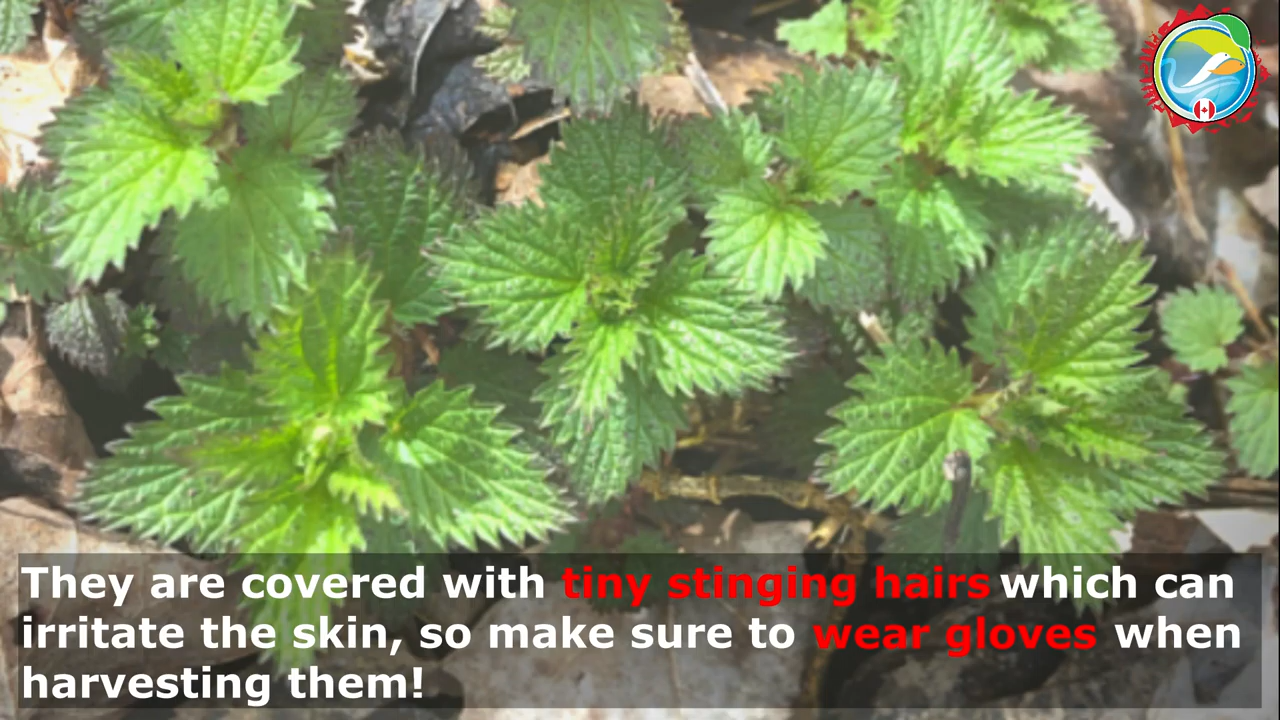 They are covered with tiny stinging hairs which can
irritate the skin, so make sure to wear gloves when
harvesting them!